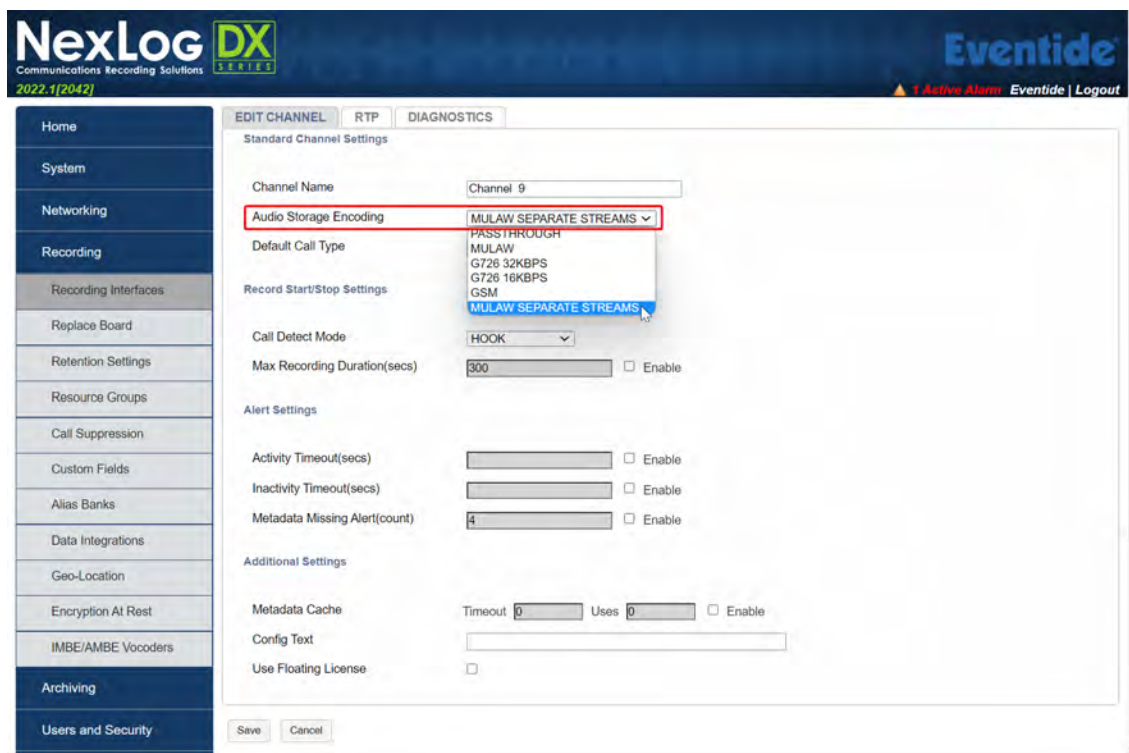 NexLog DX
SERIES
Communications Recording Solutions
2022.1[2042]
Eventide
1 Active Alarm Eventide | Logout
Home
System
Networking
Recording
Recording Interfaces
Replace Board
Retention Settings
Resource Groups
Call Suppression
Custom Fields
Alias Banks
Data Integrations
Geo-Location
Encryption At Rest
IMBE/AMBE Vocoders
Archiving
Users and Security
EDIT CHANNEL RTP DIAGNOSTICS
Standard Channel Settings
Channel Name Channel 9
Audio Storage Encoding MULAW SEPARATE STREAMS
PASSTHROUGH
Default Call Type MULAW
G726 32KBPS
G726 16KBPS
Record Start/Stop Settings GSM
MULAW SEPARATE STREAMS
Call Detect Mode HOOK
Max Recording Duration(secs) 300 Enable
Alert Settings
Activity Timeout(secs) Enable
Inactivity Timeout(secs) Enable
Metadata Missing Alert(count) 4 Enable
Additional Settings
Metadata Cache Timeout 0 Uses 0 Enable
Config Text
Use Floating License
Save Cancel